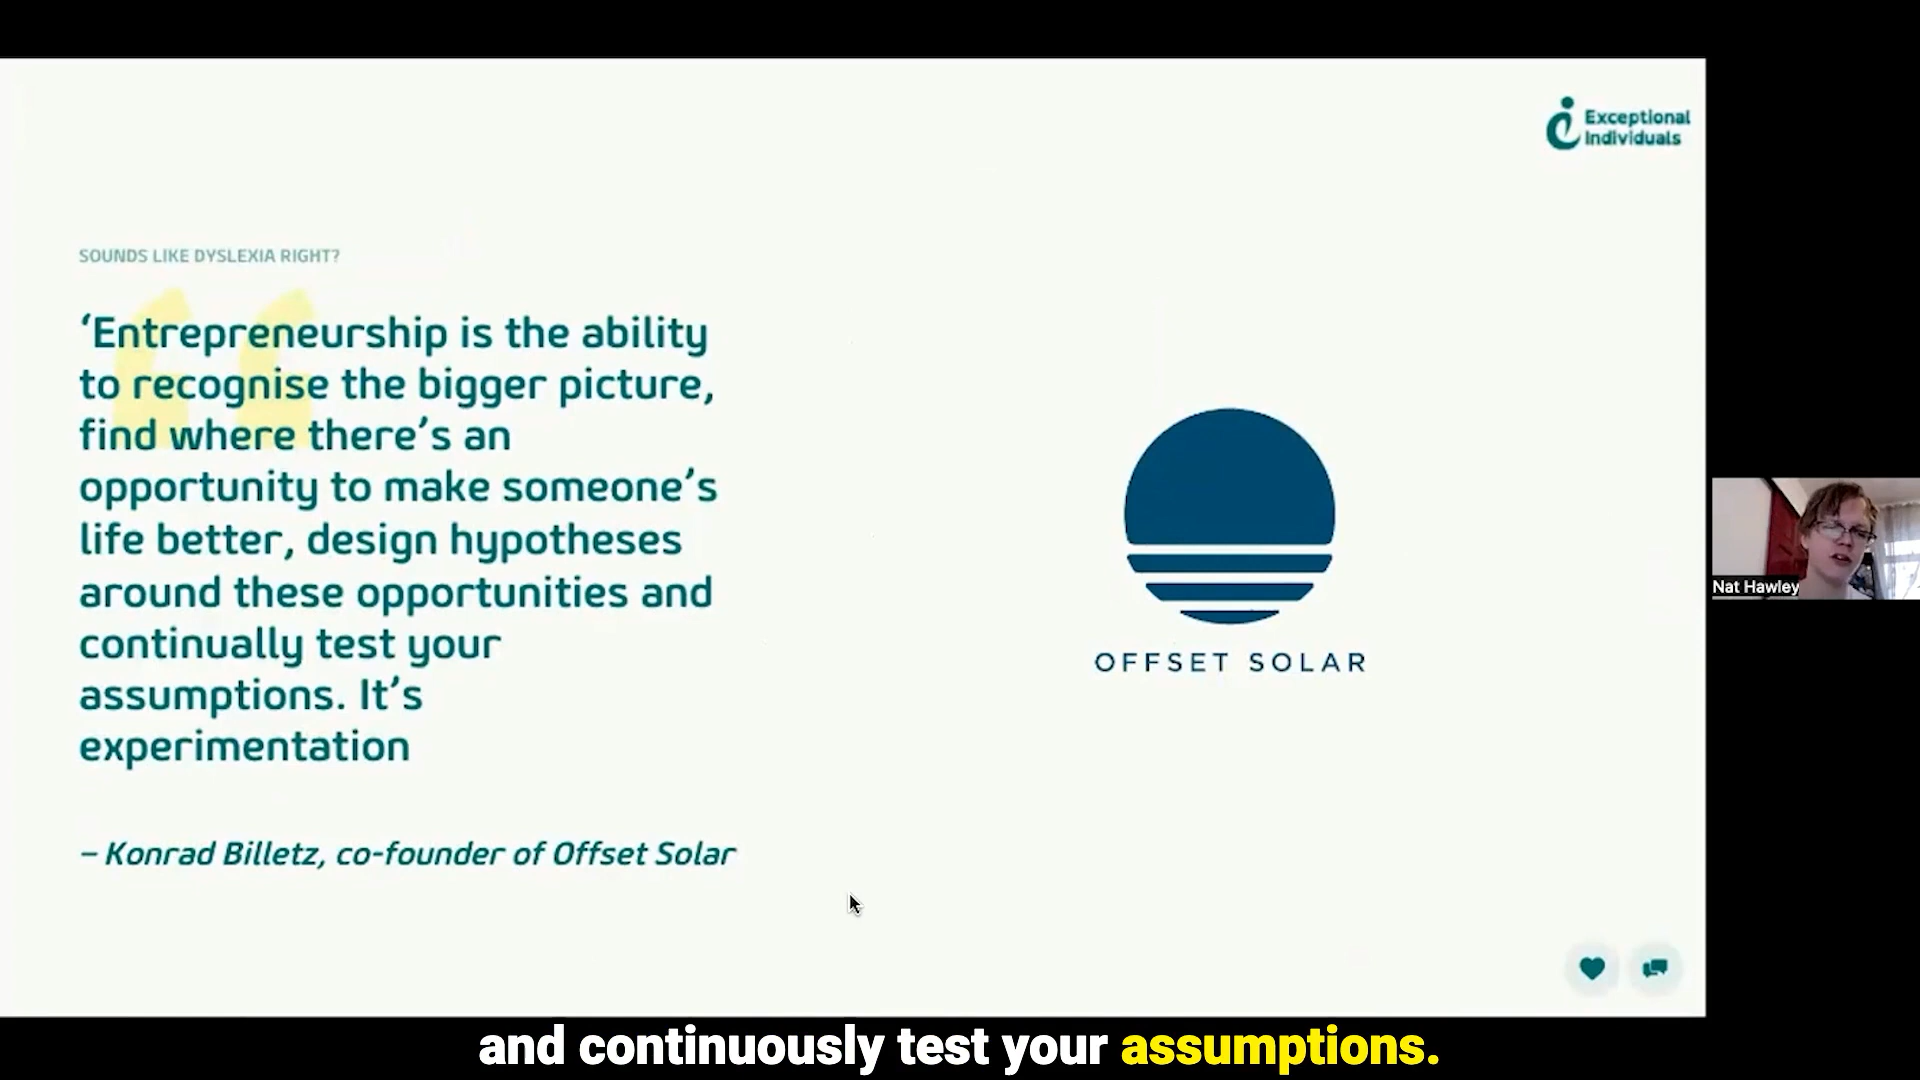 Exceptional
Individuals
SOUNDS LIKE DYSLEXIA RIGHT?
‘Entrepreneurship is the ability
to recognise the bigger picture,
find where there’s an
opportunity to make someone’s
life better, design hypotheses
around these opportunities and
continually test your
assumptions. It’s
experimentation
– Konrad Billetz, co-founder of Offset Solar
OFFSET SOLAR
Nat Hawley
and continuously test your assumptions.